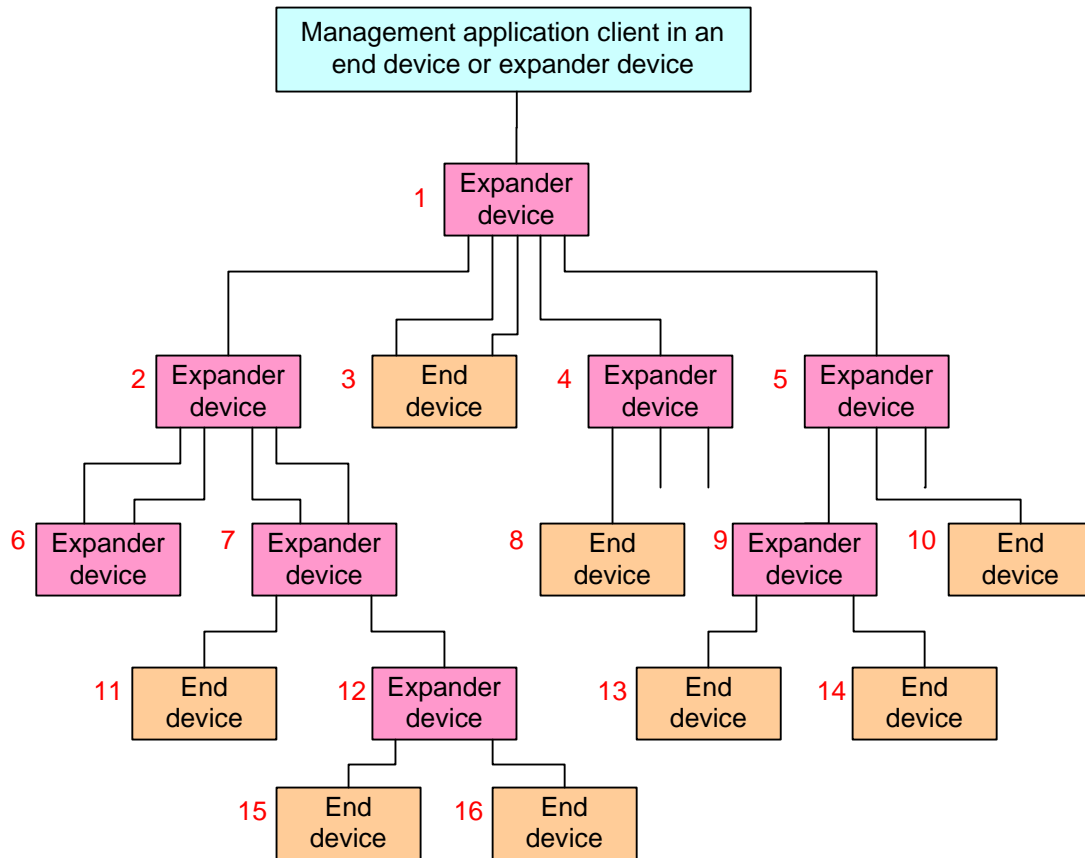 Management application client in an
end device or expander device
1
Expander
device
2
Expander
device
3
End
device
4
Expander
device
5
Expander
device
6
Expander
device
7
Expander
device
8
End
device
9
Expander
device
10
End
device
11
End
device
12
Expander
device
13
End
device
14
End
device
15
End
device
16
End
device